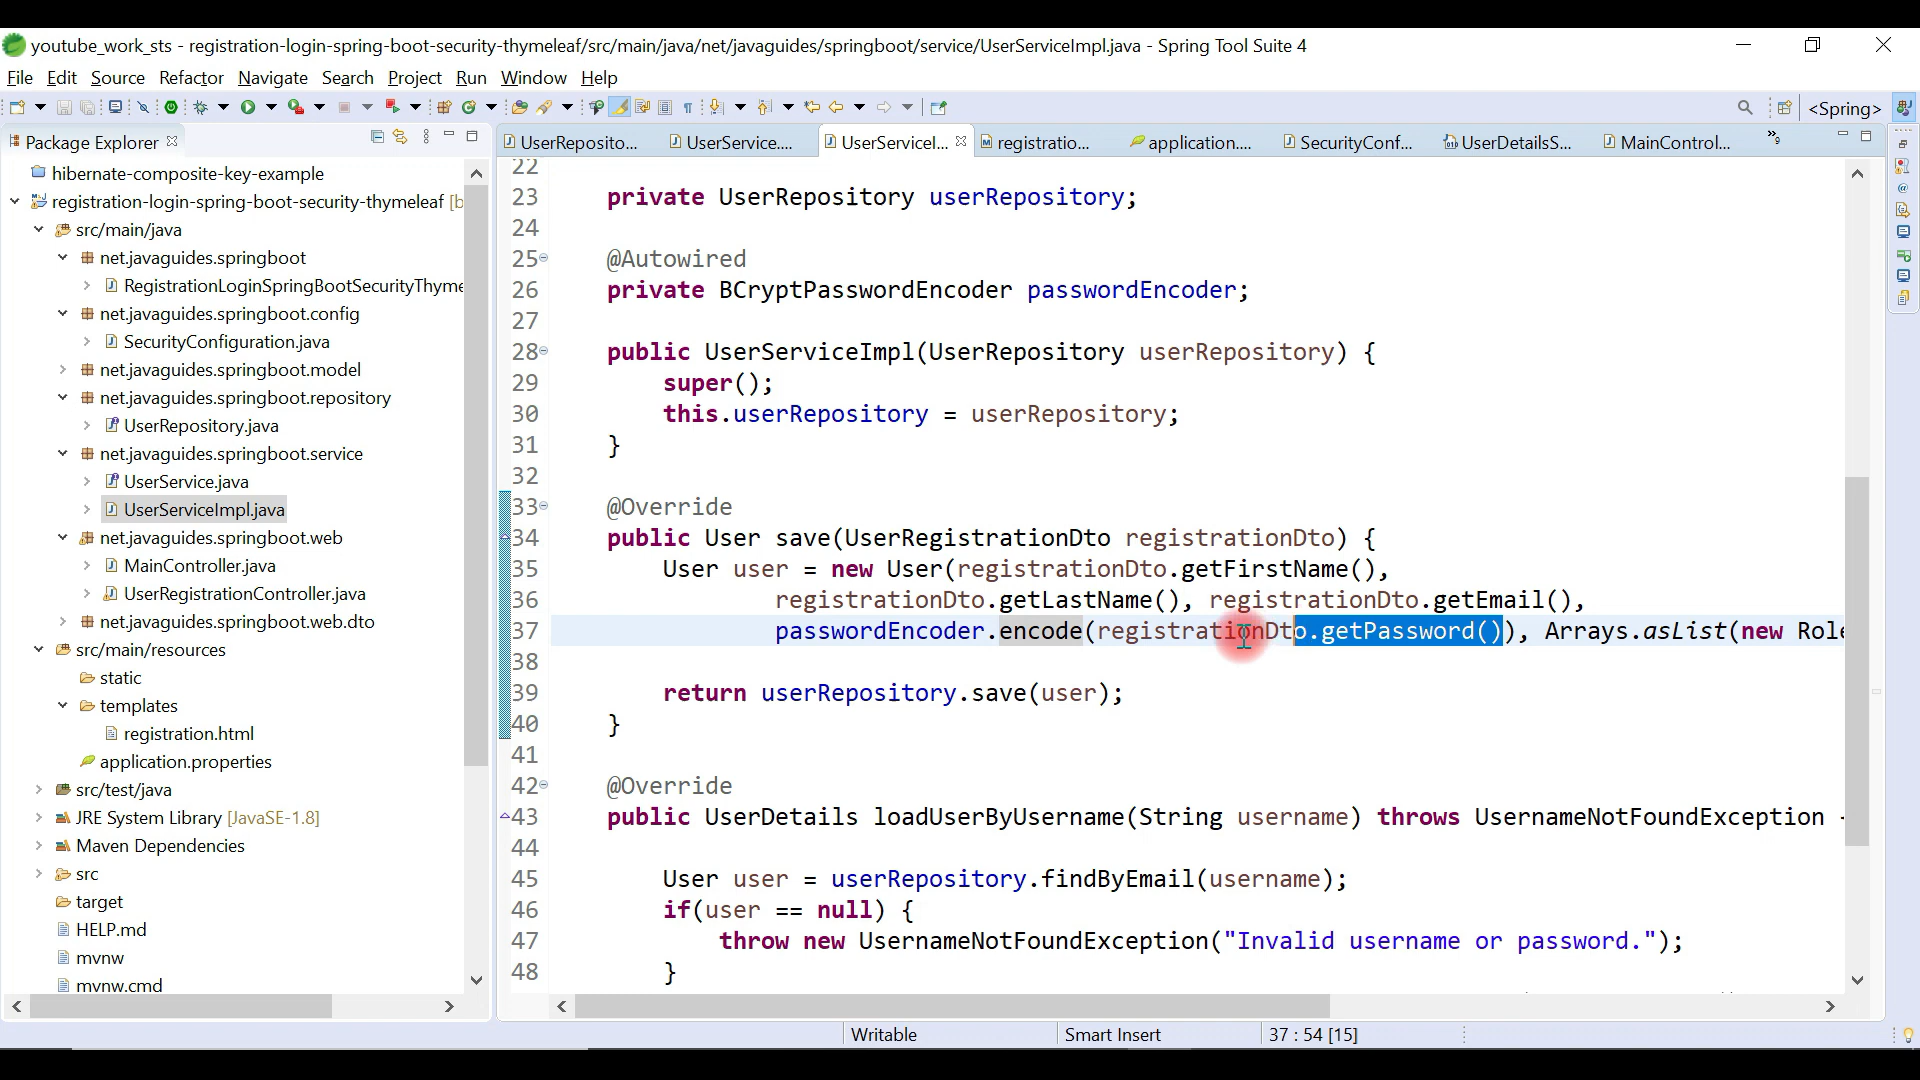 youtube_work_sts - registration-login-spring-boot-security-thymeleaf/src/main/java/net/javaguides/springboot/service/UserServiceImpl.java - Spring Tool Suite 4
File Edit Source Refactor Navigate Search Project Run Window Help
<Spring>
Package Explorer
hibernate-composite-key-example
registration-login-spring-boot-security-thymeleaf [b
src/main/java
net.javaguides.springboot
RegistrationLoginSpringBootSecurityThyme
net.javaguides.springboot.config
SecurityConfiguration.java
net.javaguides.springboot.model
net.javaguides.springboot.repository
UserRepository.java
net.javaguides.springboot.service
UserService.java
UserServiceImpl.java
net.javaguides.springboot.web
MainController.java
UserRegistrationController.java
net.javaguides.springboot.web.dto
src/main/resources
static
templates
registration.html
application.properties
src/test/java
JRE System Library [JavaSE-1.8]
Maven Dependencies
src
target
HELP.md
mvnw
mvnw.cmd
UserReposito... UserService.... UserServiceI... registratio... application.... SecurityConf... UserDetailsS... MainControl... »9
22
23 private UserRepository userRepository;
24
25 @Autowired
26 private BCryptPasswordEncoder passwordEncoder;
27
28 public UserServiceImpl(UserRepository userRepository) {
29 super();
30 this.userRepository = userRepository;
31 }
32
33 @Override
34 public User save(UserRegistrationDto registrationDto) {
35 User user = new User(registrationDto.getFirstName(),
36 registrationDto.getLastName(), registrationDto.getEmail(),
37 passwordEncoder.encode(registrationDto.getPassword()), Arrays.asList(new Role
38
39 return userRepository.save(user);
40 }
41
42 @Override
43 public UserDetails loadUserByUsername(String username) throws UsernameNotFoundException
44
45 User user = userRepository.findByEmail(username);
46 if(user == null) {
47 throw new UsernameNotFoundException("Invalid username or password.");
48 }
Writable Smart Insert 37 : 54 [15]